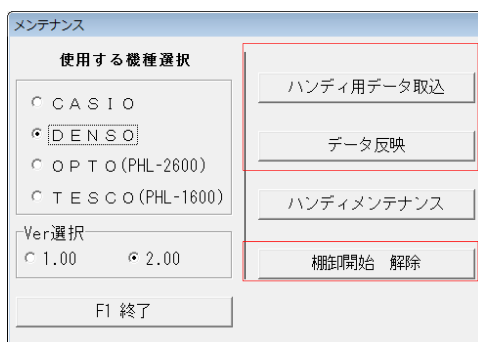 メンテナンス
使用する機種選択
ＣＡＳＩＯ
ＤＥＮＳＯ
ＯＰＴＯ(PHL-2600)
ＴＥＳＣＯ(PHL-1600)
Ver選択
1.00 2.00
F1 終了
ハンディ用データ取込
データ反映
ハンディメンテナンス
棚卸開始　解除